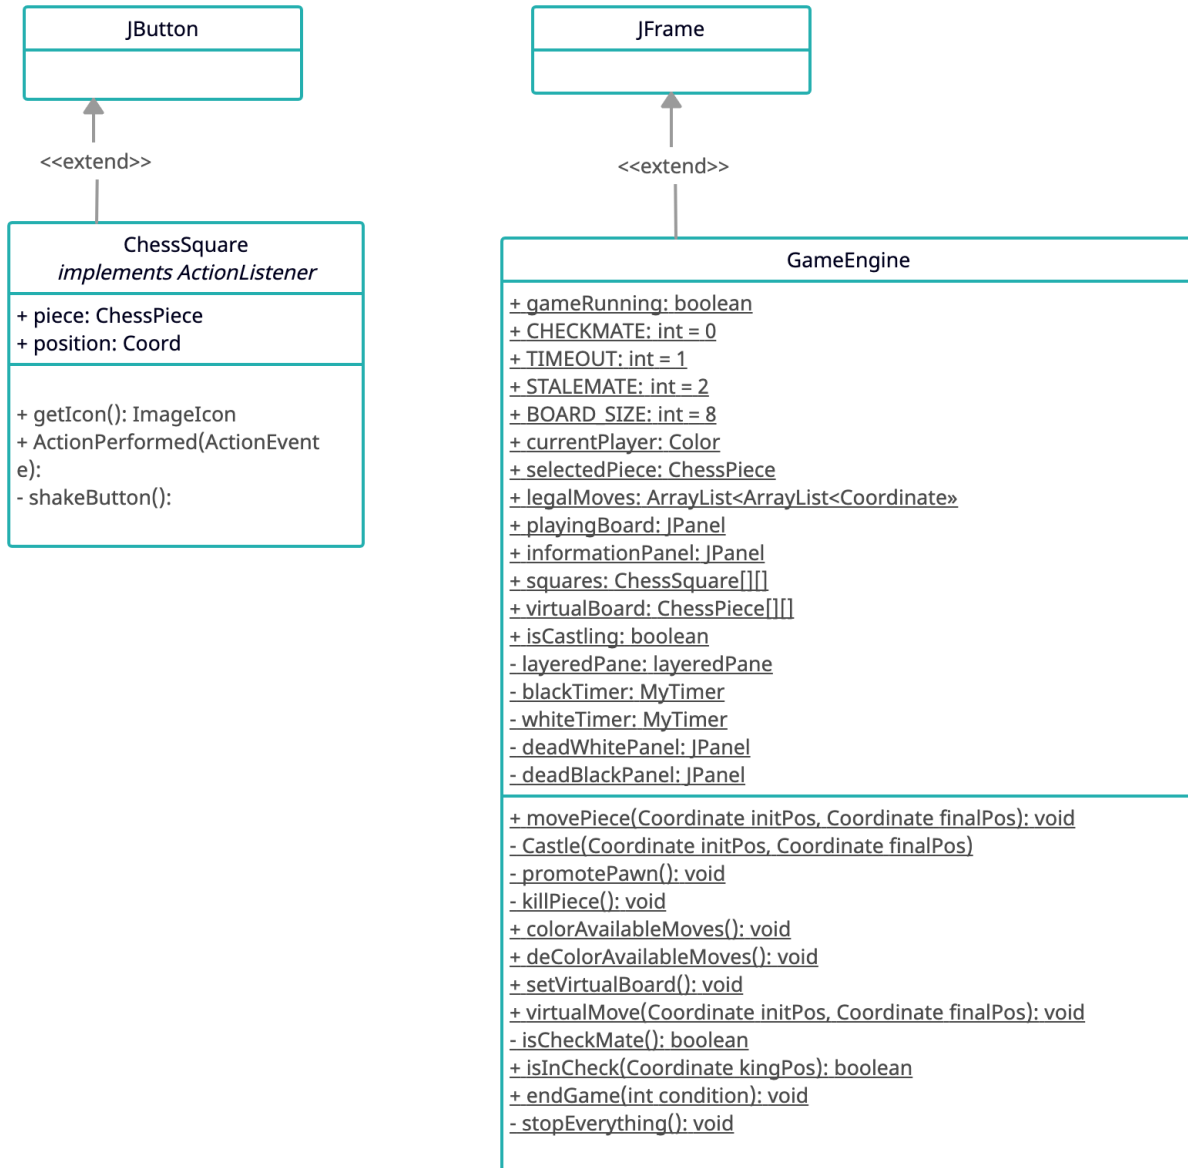 JButton
JFrame
<<extend>>
<<extend>>
ChessSquare
implements ActionListener
+ piece: ChessPiece
+ position: Coord
+ getIcon(): ImageIcon
+ ActionPerformed(ActionEvent
e):
- shakeButton():
GameEngine
+ gameRunning: boolean
+ CHECKMATE: int = 0
+ TIMEOUT: int = 1
+ STALEMATE: int = 2
+ BOARD_SIZE: int = 8
+ currentPlayer: Color
+ selectedPiece: ChessPiece
+ legalMoves: ArrayList<ArrayList<Coordinate»
+ playingBoard: JPanel
+ informationPanel: JPanel
+ squares: ChessSquare[][]
+ virtualBoard: ChessPiece[][]
+ isCastling: boolean
- layeredPane: layeredPane
- blackTimer: MyTimer
- whiteTimer: MyTimer
- deadWhitePanel: JPanel
- deadBlackPanel: JPanel
+ movePiece(Coordinate initPos, Coordinate finalPos): void
- Castle(Coordinate initPos, Coordinate finalPos)
- promotePawn(): void
- killPiece(): void
+ colorAvailableMoves(): void
+ deColorAvailableMoves(): void
+ setVirtualBoard(): void
+ virtualMove(Coordinate initPos, Coordinate finalPos): void
- isCheckMate(): boolean
+ isInCheck(Coordinate kingPos): boolean
+ endGame(int condition): void
- stopEverything(): void